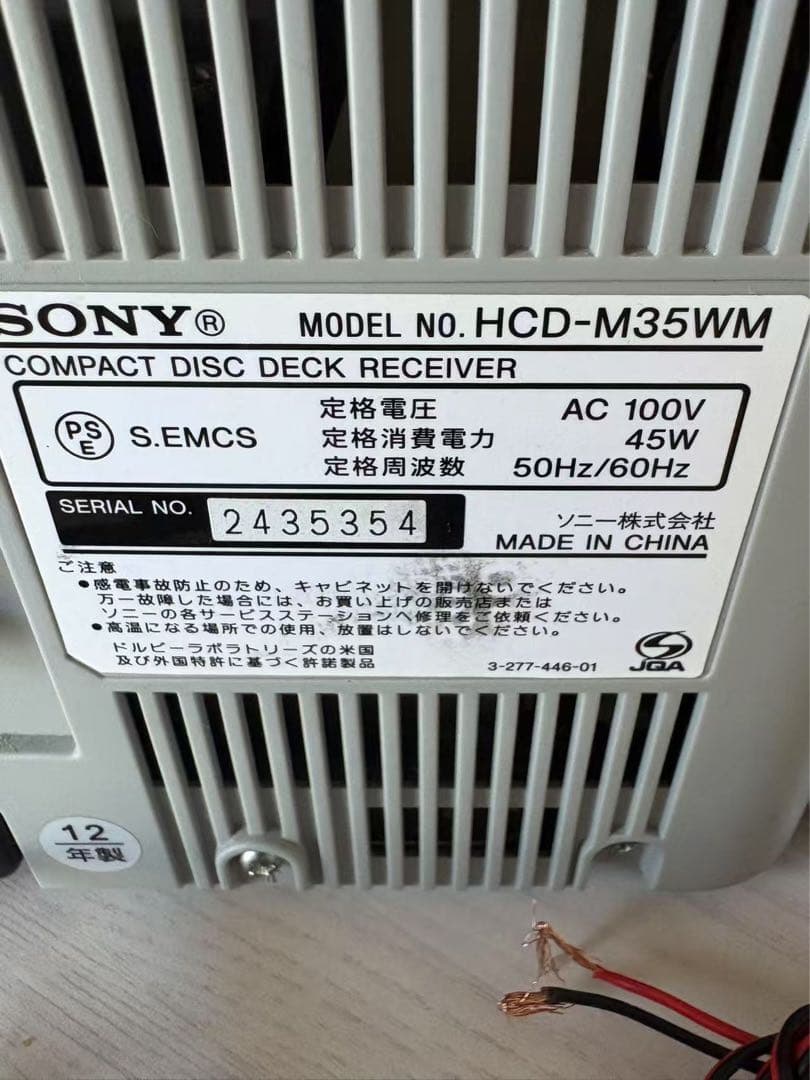 SONY® MODEL NO. HCD-M35WM
COMPACT DISC DECK RECEIVER
PSE S.EMCS
定格電圧 AC 100V
定格消費電力 45W
定格周波数 50Hz/60Hz
SERIAL NO. 2435354
ソニー株式会社
MADE IN CHINA
ご注意
●感電事故防止のため、キャビネットを開けないでください。
万一故障した場合には、お買い上げの販売店または
ソニーの各サービスステーションへ修理をご依頼ください。
●高温になる場所での使用、放置はしないでください。
ドルビーラボラトリーズの米国
及び外国特許に基づく許諾製品
3-277-446-01
JQA
12
年製